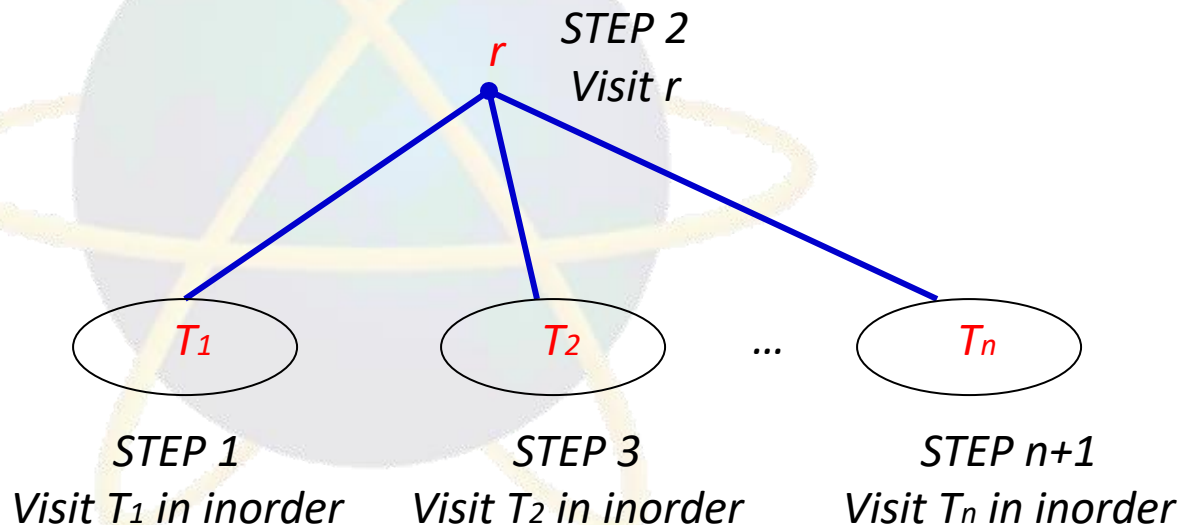 STEP 2
r
Visit r
T1
T2
...
Tn
STEP 1
Visit T1 in inorder
STEP 3
Visit T2 in inorder
STEP n+1
Visit Tn in inorder